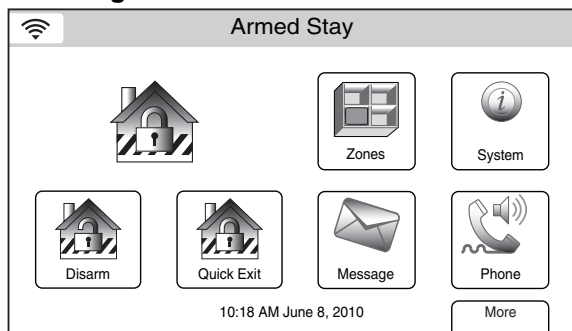 Armed Stay
Zones
System
Disarm
Quick Exit
Message
Phone
10:18 AM June 8, 2010
More